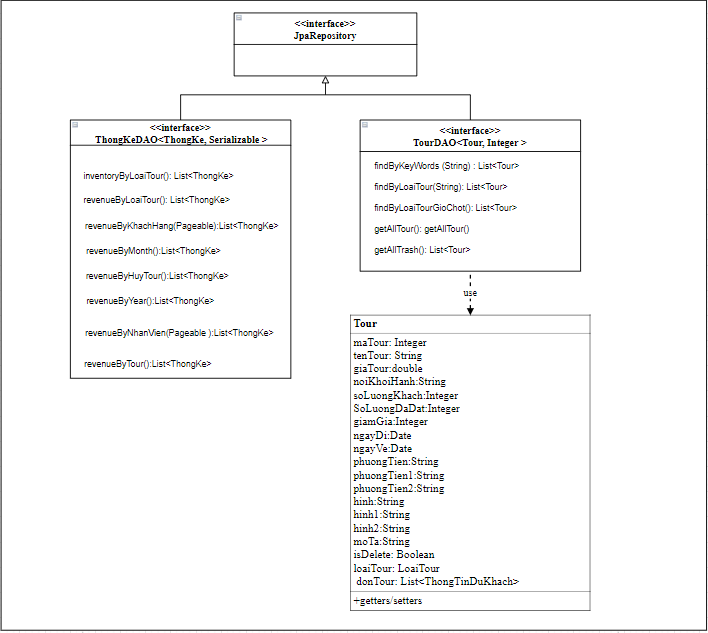 <<interface>>
JpaRepository
<<interface>>
ThongKeDAO<ThongKe, Serializable >
inventoryByLoaiTour(): List<ThongKe>
revenueByLoaiTour(): List<ThongKe>
revenueByKhachHang(Pageable):List<ThongKe>
revenueByMonth():List<ThongKe>
revenueByHuyTour():List<ThongKe>
revenueByYear():List<ThongKe>
revenueByNhanVien(Pageable ):List<ThongKe>
revenueByTour():List<ThongKe>
<<interface>>
TourDAO<Tour, Integer >
findByKeyWords (String) : List<Tour>
findByLoaiTour(String): List<Tour>
findByLoaiTourGioChot(): List<Tour>
getAllTour(): getAllTour()
getAllTrash(): List<Tour>
use
Tour
maTour: Integer
tenTour: String
giaTour:double
noiKhoiHanh:String
soLuongKhach:Integer
SoLuongDaDat:Integer
giamGia:Integer
ngayDi:Date
ngayVe:Date
phuongTien:String
phuongTien1:String
phuongTien2:String
hinh:String
hinh1:String
hinh2:String
moTa:String
isDelete: Boolean
loaiTour: LoaiTour
donTour: List<ThongTinDuKhach>
+getters/setters